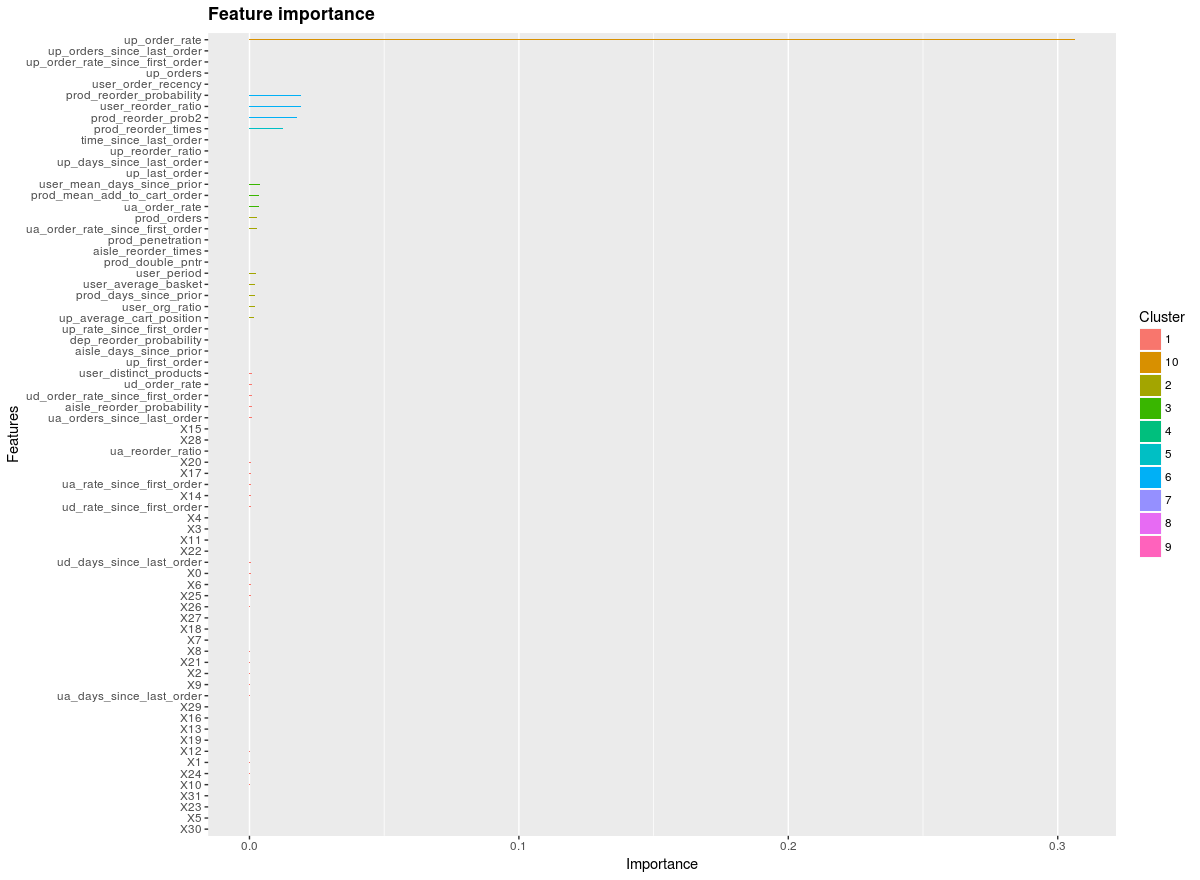 Feature importance
up_order_rate
up_orders_since_last_order
up_order_rate_since_first_order
up_orders
user_order_recency
prod_reorder_probability
user_reorder_ratio
prod_reorder_prob2
prod_reorder_times
time_since_last_order
up_reorder_ratio
up_days_since_last_order
up_last_order
user_mean_days_since_prior
prod_mean_add_to_cart_order
ua_order_rate
prod_orders
ua_order_rate_since_first_order
prod_penetration
aisle_reorder_times
prod_double_pntr
user_period
user_average_basket
prod_days_since_prior
user_org_ratio
up_average_cart_position
up_rate_since_first_order
dep_reorder_probability
aisle_days_since_prior
up_first_order
user_distinct_products
ud_order_rate
ud_order_rate_since_first_order
aisle_reorder_probability
ua_orders_since_last_order
X15
X28
ua_reorder_ratio
X20
X17
ua_rate_since_first_order
X14
ud_rate_since_first_order
X4
X3
X11
X22
ud_days_since_last_order
X0
X6
X25
X26
X27
X18
X7
X8
X21
X2
X9
ua_days_since_last_order
X29
X16
X13
X19
X12
X1
X24
X10
X31
X23
X5
X30
Features
0.0 0.1 0.2 0.3
Importance
Cluster
1
10
2
3
4
5
6
7
8
9